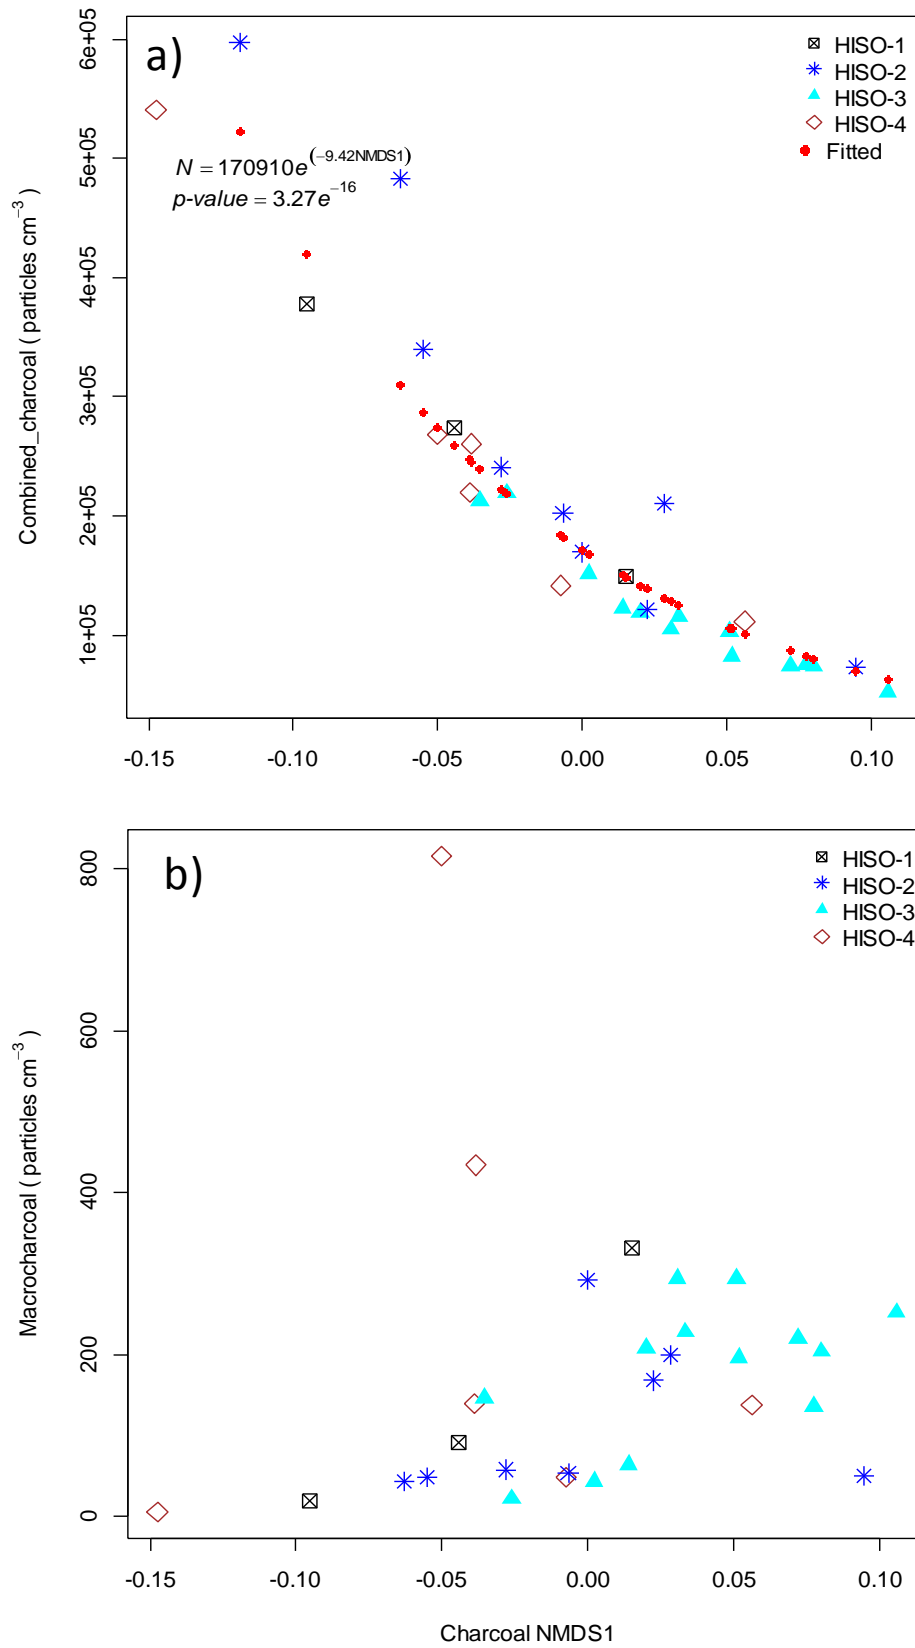 a)
HISO-1
HISO-2
HISO-3
HISO-4
Fitted
N = 170910e^(−9.42NMDS1)
p-value = 3.27e^−16
Combined_charcoal ( particles cm^−3 )
6e+05
5e+05
4e+05
3e+05
2e+05
1e+05
-0.15 -0.10 -0.05 0.00 0.05 0.10
b)
HISO-1
HISO-2
HISO-3
HISO-4
Macrocharcoal ( particles cm^−3 )
800
600
400
200
0
-0.15 -0.10 -0.05 0.00 0.05 0.10
Charcoal NMDS1